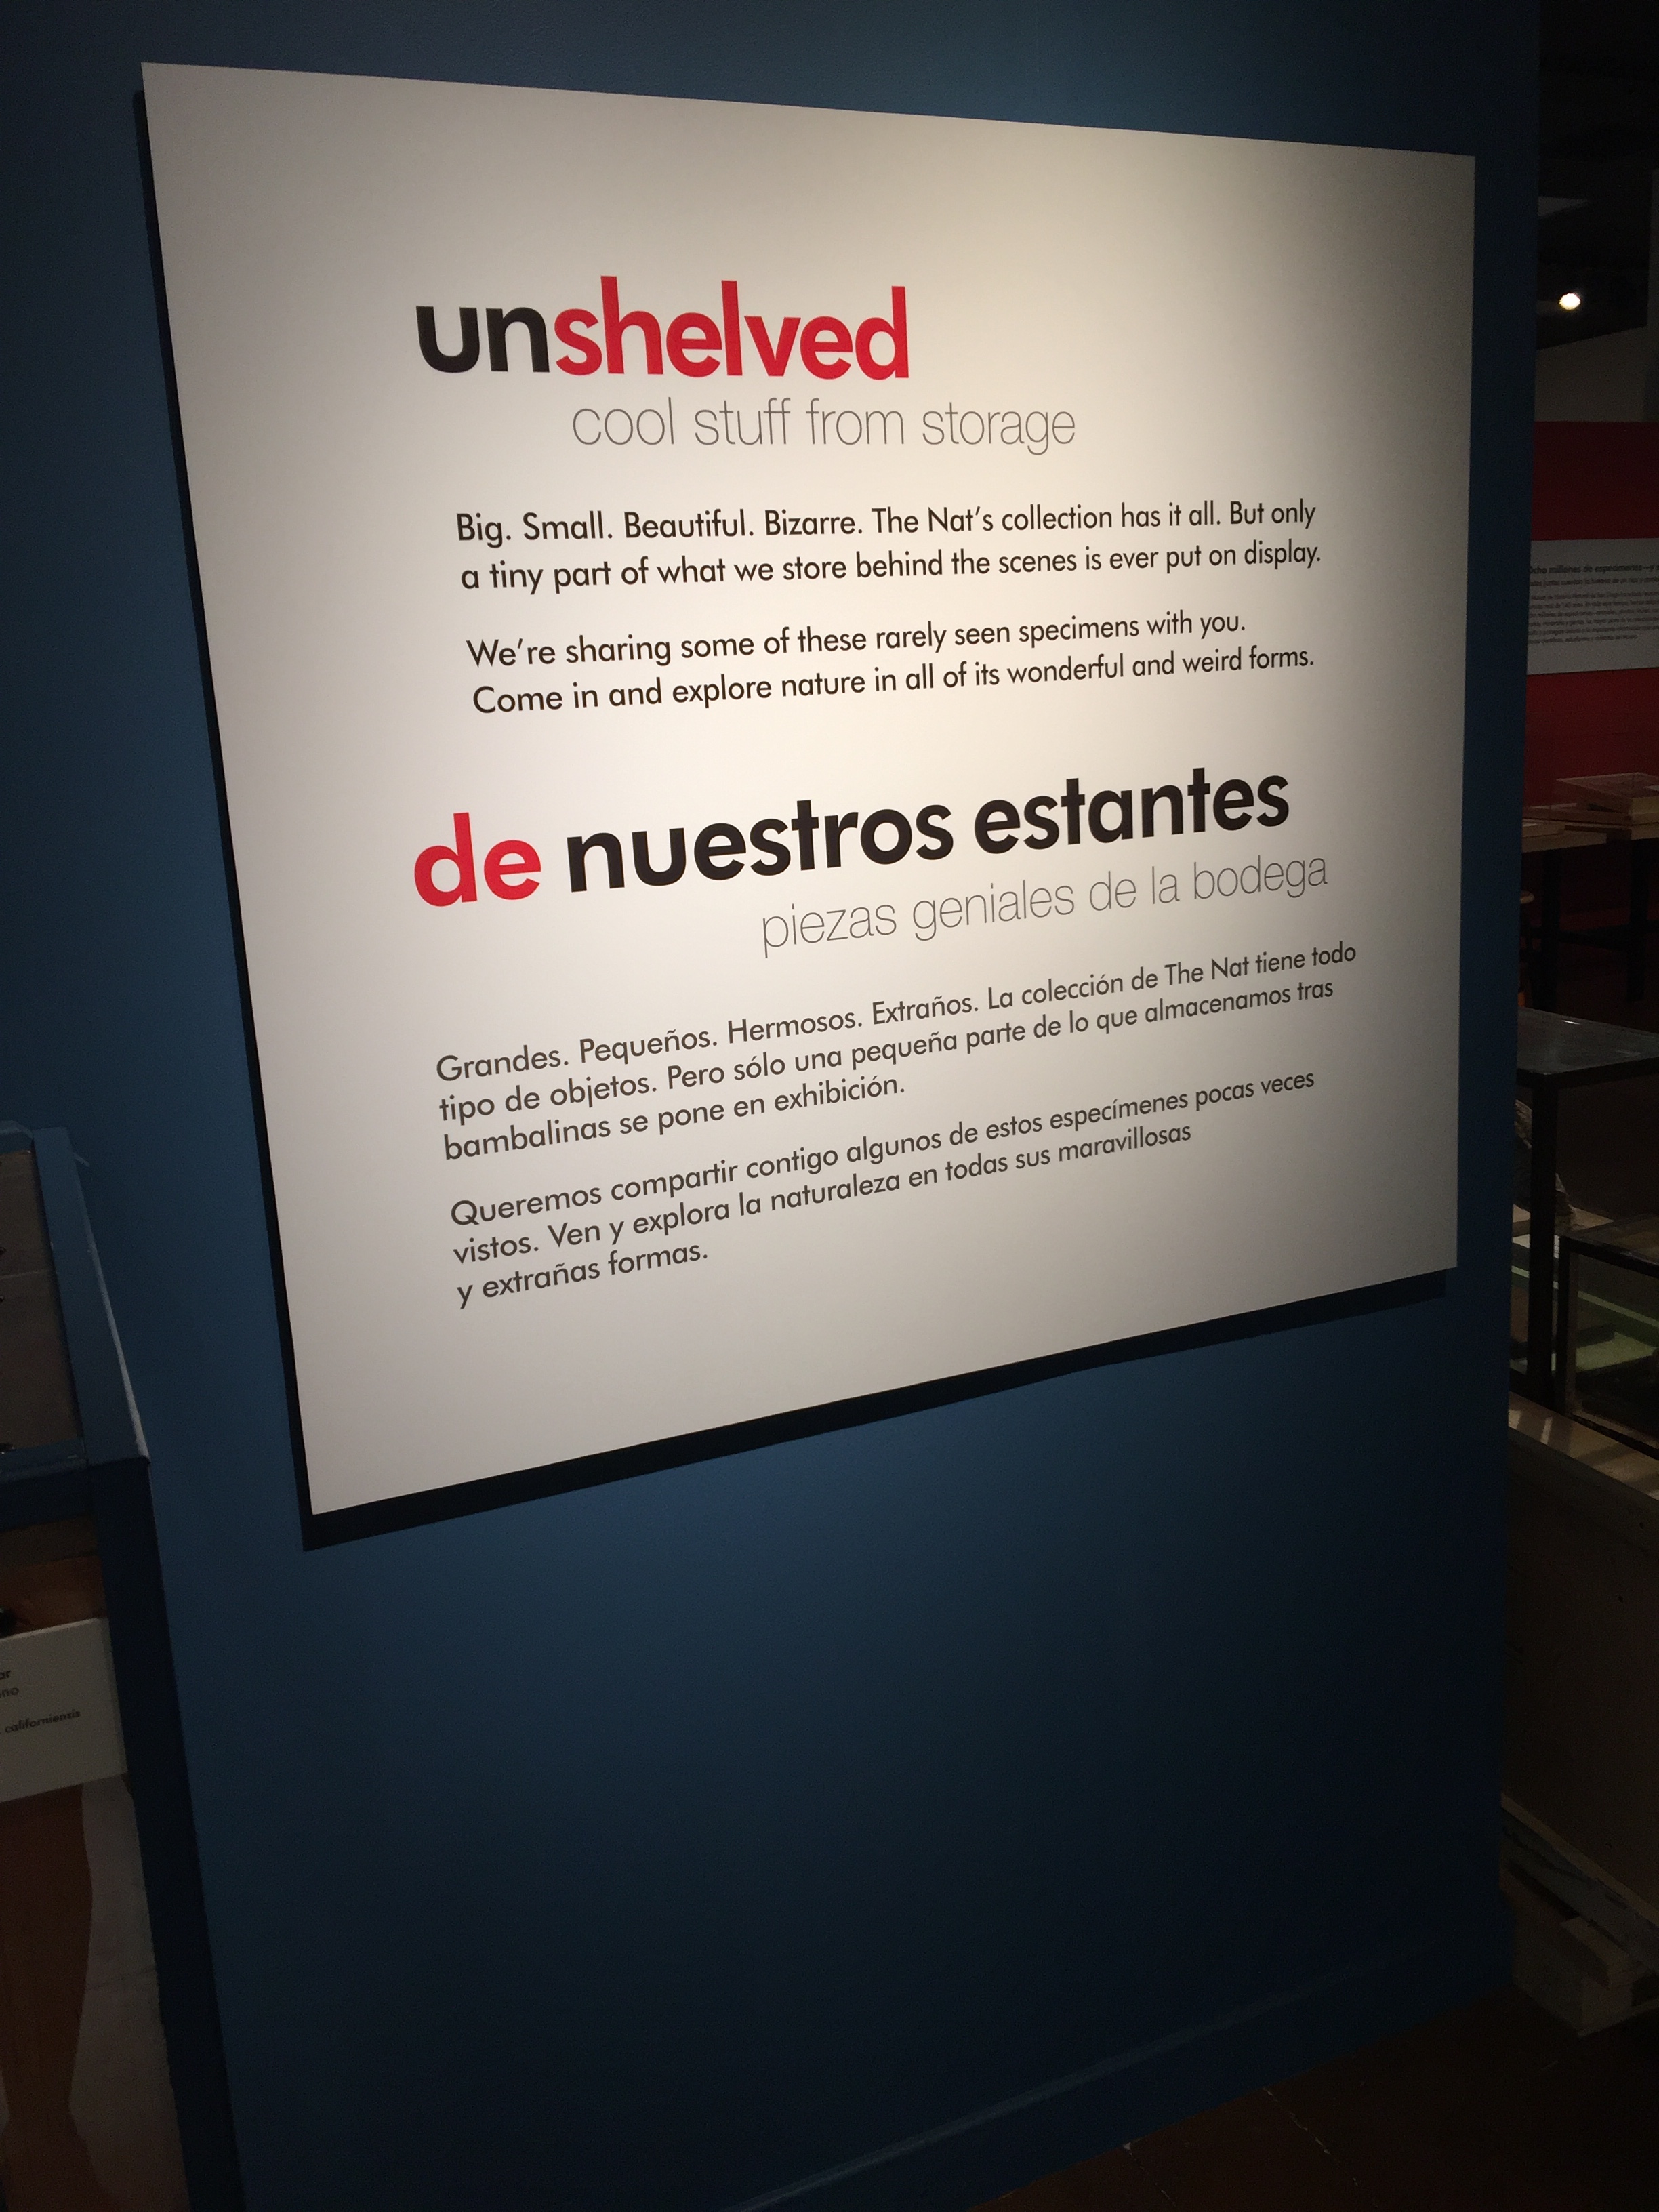 unshelved
cool stuff from storage
Big. Small. Beautiful. Bizarre. The Nat's collection has it all. But only
a tiny part of what we store behind the scenes is ever put on display.
We're sharing some of these rarely seen specimens with you.
Come in and explore nature in all of its wonderful and weird forms.
de nuestros estantes
piezas geniales de la bodega
Grandes. Pequeños. Hermosos. Extraños. La colección de The Nat tiene todo
tipo de objetos. Pero sólo una pequeña parte de lo que almacenamos tras
bambalinas se pone en exhibición.
Queremos compartir contigo algunos de estos especímenes pocas veces
vistos. Ven y explora la naturaleza en todas sus maravillosas
y extrañas formas.
californiensis
millones de especímenes